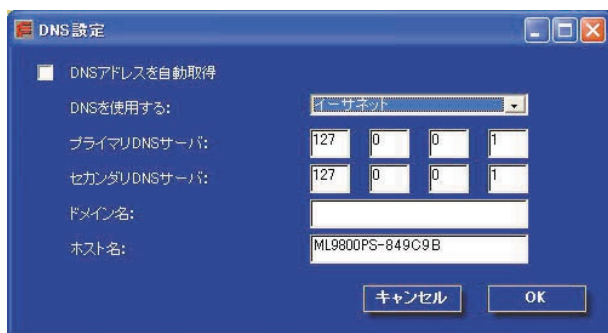 DNS設定
DNSアドレスを自動取得
DNSを使用する: イーサネット
プライマリDNSサーバ: 127 0 0 1
セカンダリDNSサーバ: 127 0 0 1
ドメイン名:
ホスト名: ML9800PS-849C9B
キャンセル OK